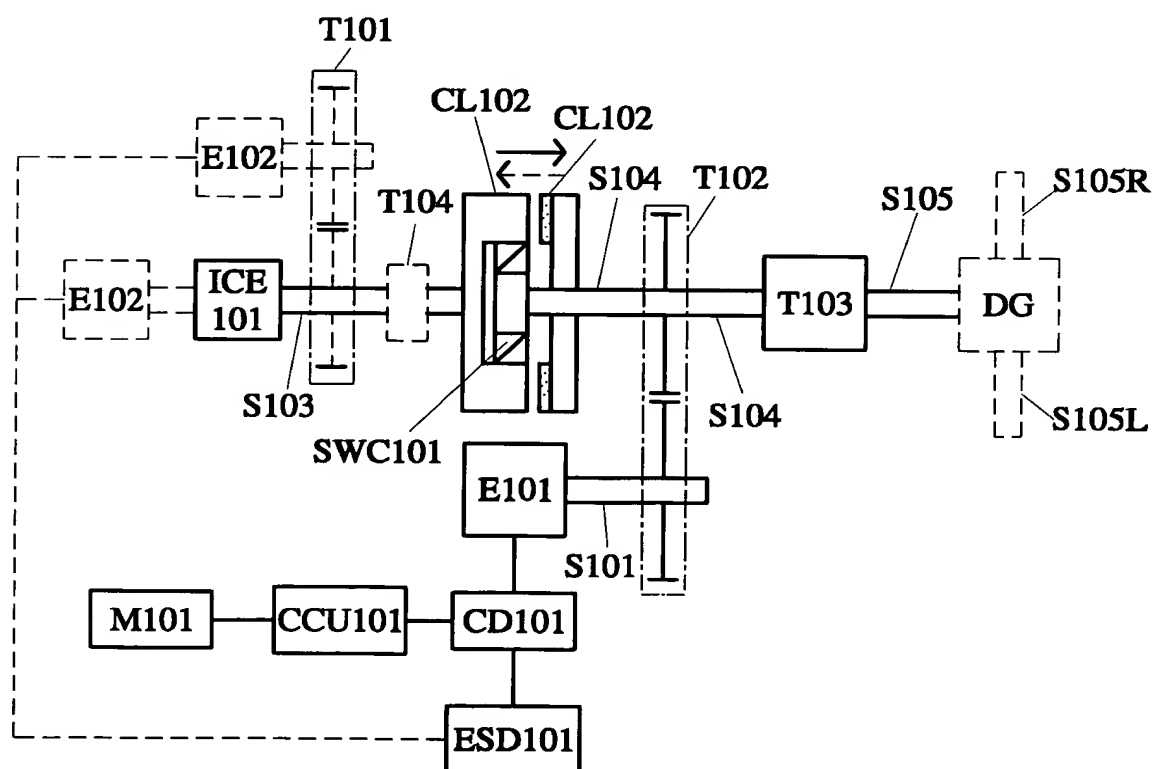 T101
CL102
CL102
E102
S104
T102
S105
S105R
T104
E102
ICE
101
T103
DG
S103
S104
S105L
SWC101
E101
S101
M101
CCU101
CD101
ESD101